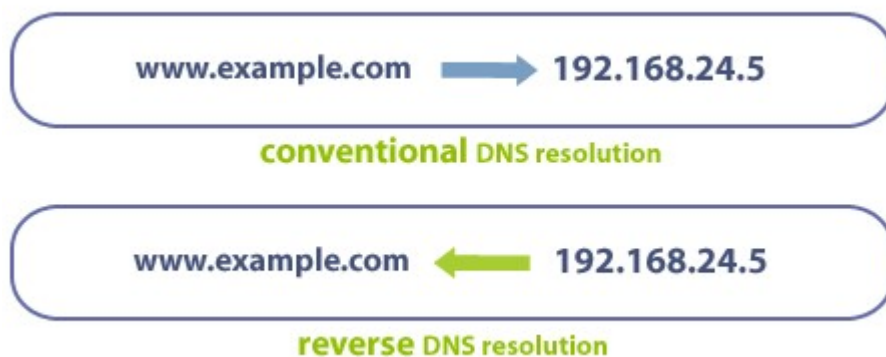 www.example.com 192.168.24.5
conventional DNS resolution
www.example.com 192.168.24.5
reverse DNS resolution